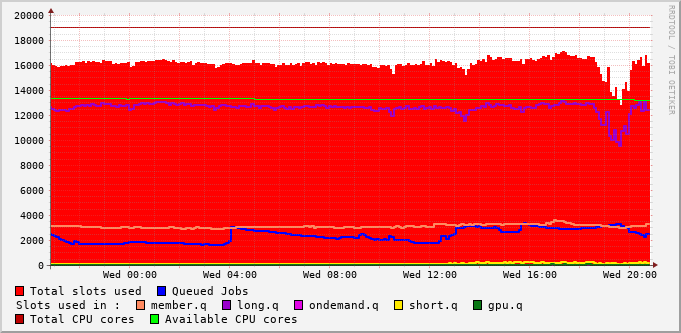 RRDTOOL / TOBI OETIKER
20000
18000
16000
14000
12000
10000
8000
6000
4000
2000
0
Wed 00:00 Wed 04:00 Wed 08:00 Wed 12:00 Wed 16:00 Wed 20:00
Total slots used Queued Jobs
Slots used in : member.q long.q ondemand.q short.q gpu.q
Total CPU cores Available CPU cores